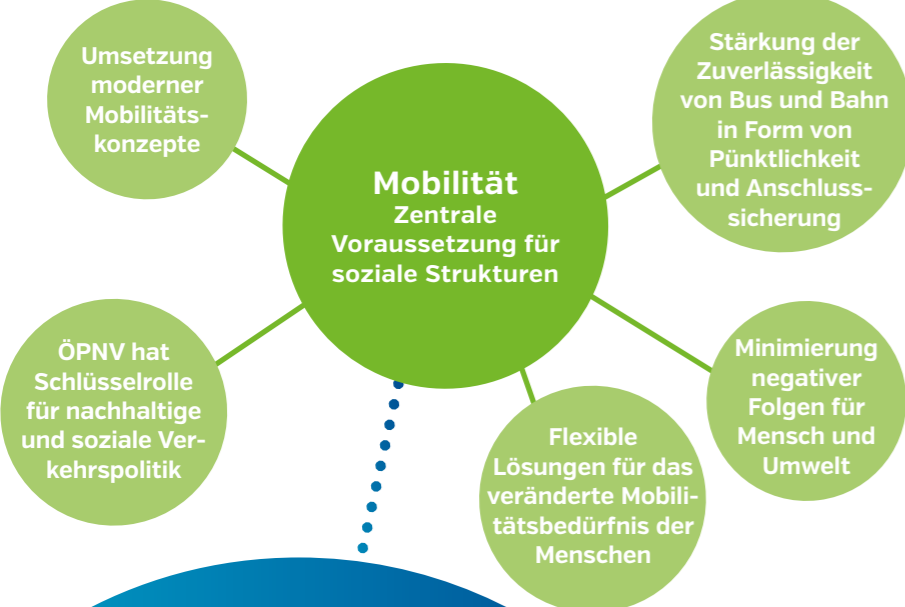 Umsetzung
moderner
Mobilitäts-
konzepte
Stärkung der
Zuverlässigkeit
von Bus und Bahn
in Form von
Pünktlichkeit
und Anschluss-
sicherung
Mobilität
Zentrale
Voraussetzung für
soziale Strukturen
ÖPNV hat
Schlüsselrolle
für nachhaltige
und soziale Ver-
kehrspolitik
Minimierung
negativer
Folgen für
Mensch und
Umwelt
Flexible
Lösungen für das
veränderte Mobili-
tätsbedürfnis der
Menschen